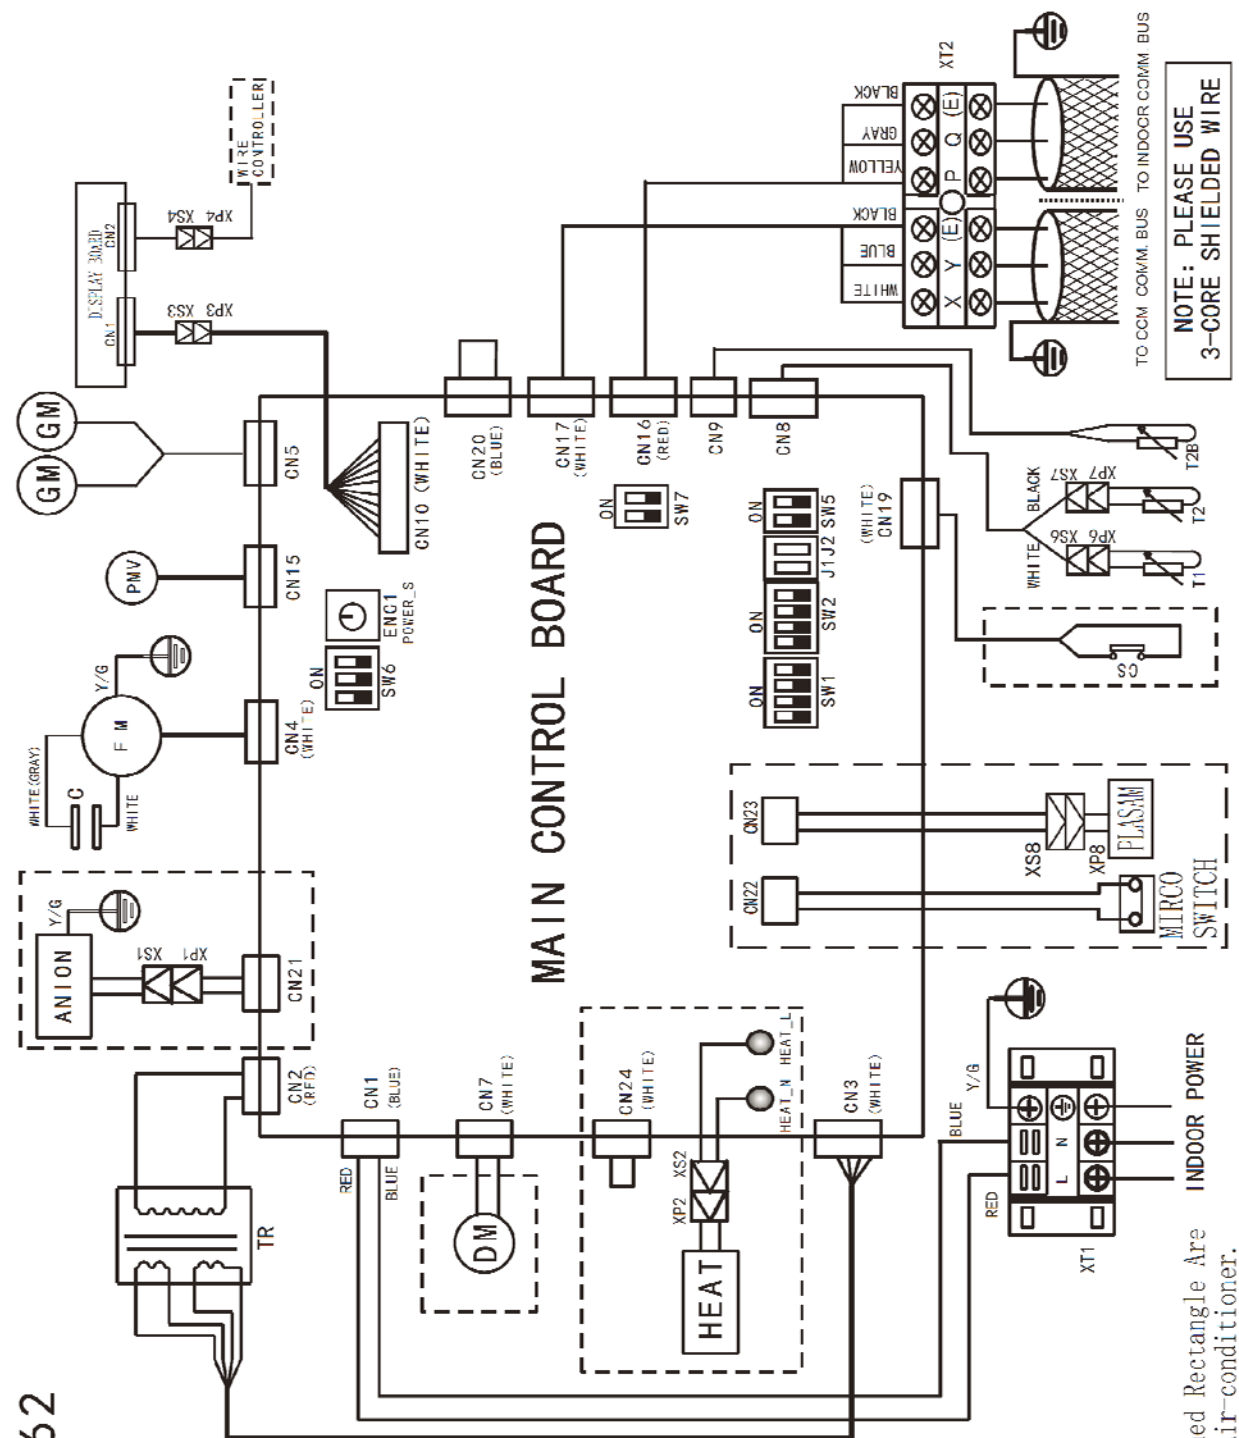 62
TR
CN2
(RED)
ANION
Y/G
XS1
XP1
CN21
WHITE(GRAY)
C
WHITE
F M
Y/G
CN4
(WHITE)
PMV
CN15
GM
GM
CN5
DISPLAY BOARD
CN1
CN2
XS3 XP3
XS4 XP4
WIRE
CONTROLLER
CN10(WHITE)
ON
SW6
ENC1
POWER_S
RED
BLUE
CN1
(BLUE)
DM
CN7
(WHITE)
CN24
(WHITE)
HEAT
XP2 XS2
HEAT_N HEAT_L
CN3
(WHITE)
MAIN CONTROL BOARD
CN20
(BLUE)
CN17
(WHITE)
CN16
(RED)
CN9
CN8
ON
SW7
ON
SW1
ON
SW2
J1J2
ON
SW5
(WHITE)
CN19
WHITE
BLUE
BLACK
YELLOW
GRAY
BLACK
X Y (E) P Q (E)
XT2
TO CCM COMM. BUS
TO INDOCR COMM BUS
NOTE: PLEASE USE
3-CORE SHIELDED WIRE
CN22
CN23
XS8
XP8
PLASAM
MIRCO
SWITCH
CS
WHITE
BLACK
XS6 XP6
XS7 XP7
T1
T2
T2B
RED
BLUE
Y/G
L N
XT1
INDOOR POWER
Rectangle Are
ir-conditioner.